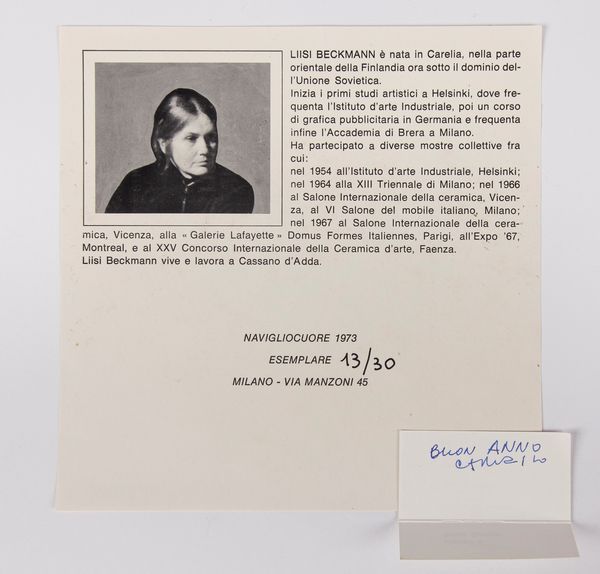 LIISI BECKMANN è nata in Carelia, nella parte
orientale della Finlandia ora sotto il dominio del-
l'Unione Sovietica.
Inizia i primi studi artistici a Helsinki, dove fre-
quenta l'Istituto d'arte Industriale, poi un corso
di grafica pubblicitaria in Germania e frequenta
infine l'Accademia di Brera a Milano.
Ha partecipato a diverse mostre collettive fra
cui:
nel 1954 all'Istituto d'arte Industriale, Helsinki;
nel 1964 alla XIII Triennale di Milano; nel 1966
al Salone Internazionale della ceramica, Vicen-
za, al VI Salone del mobile italiano, Milano;
nel 1967 al Salone Internazionale della cera-
mica, Vicenza, alla « Galerie Lafayette » Domus Formes Italiennes, Parigi, all'Expo '67,
Montreal, e al XXV Concorso Internazionale della Ceramica d'arte, Faenza.
Liisi Beckmann vive e lavora a Cassano d'Adda.
NAVIGLIOCUORE 1973
ESEMPLARE 13/30
MILANO - VIA MANZONI 45
BUON ANNO